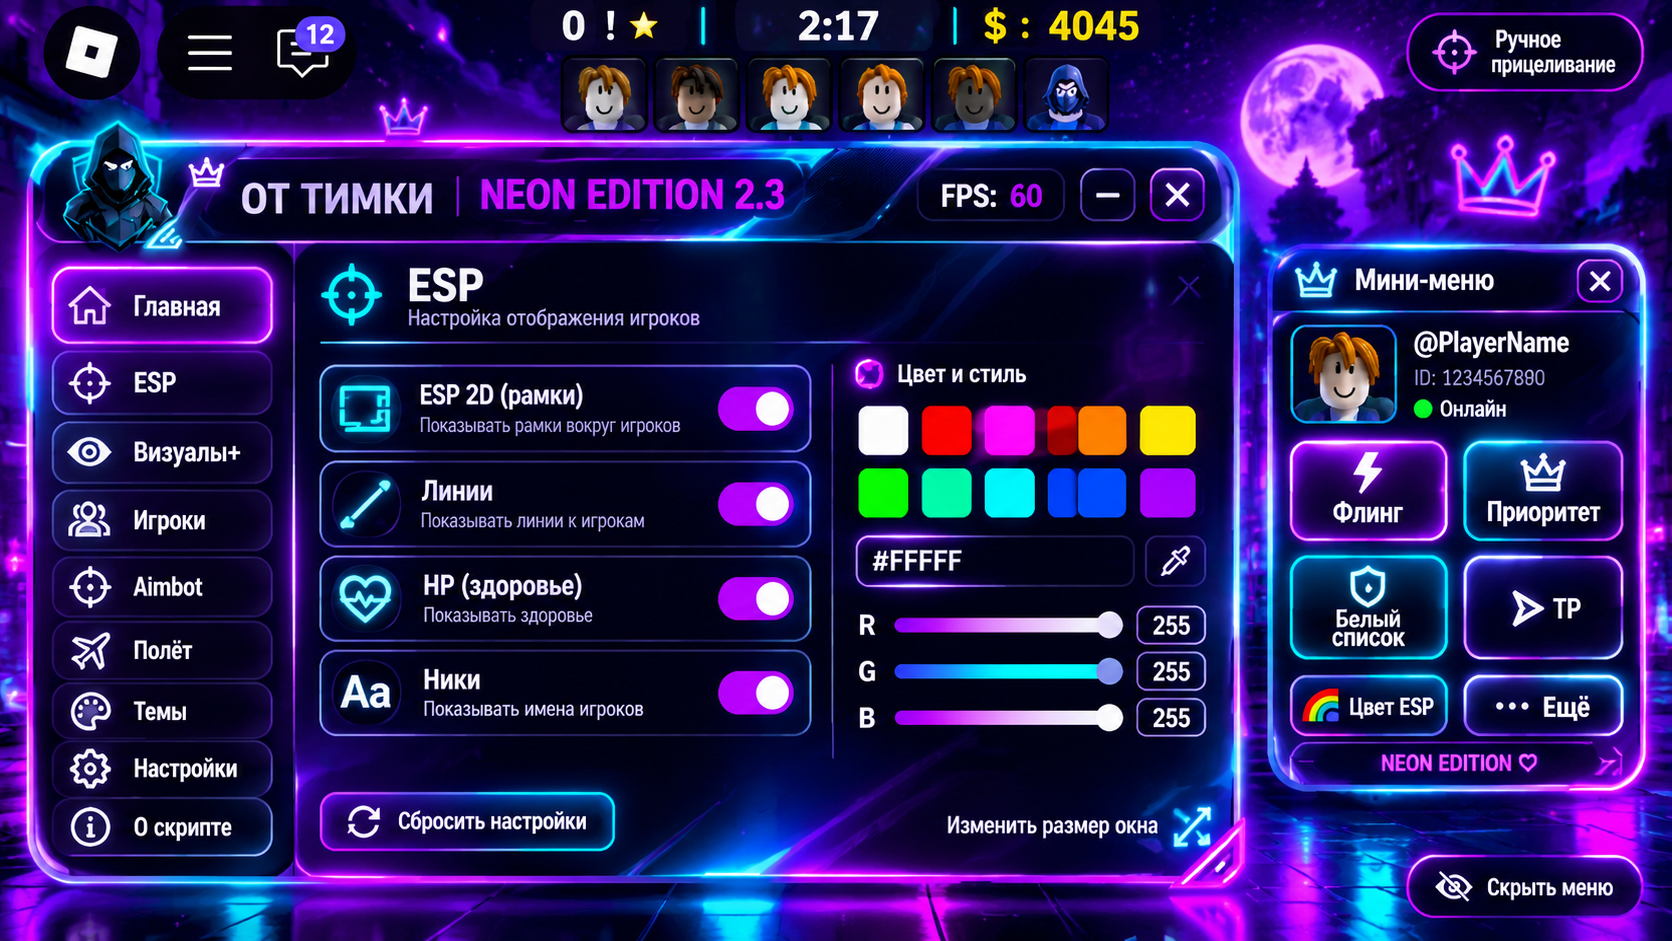 12
0 ! ⭐ | 2:17 | $ : 4045
Ручное
прицеливание
ОТ ТИМКИ | NEON EDITION 2.3
FPS: 60
Главная
ESP
Визуалы+
Игроки
Aimbot
Полёт
Темы
Настройки
О скрипте
ESP
Настройка отображения игроков
ESP 2D (рамки)
Показывать рамки вокруг игроков
Линии
Показывать линии к игрокам
HP (здоровье)
Показывать здоровье
Aa
Ники
Показывать имена игроков
Сбросить настройки
Цвет и стиль
#FFFFF
R 255
G 255
B 255
Изменить размер окна
Мини-меню
@PlayerName
ID: 1234567890
Онлайн
Флинг
Приоритет
Белый
список
TP
Цвет ESP
••• Ещё
NEON EDITION ♡
Скрыть меню